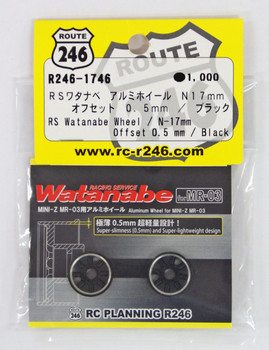 ROUTE
246
R246-1746
●1,000
RSワタナベ アルミホイール N17mm
オフセット 0.5mm / ブラック
RS Watanabe Wheel / N-17mm
Offset 0.5 mm / Black
www.rc-r246.com
RACING SERVICE
Watanabe
for MR-03
MINI-Z MR-03用アルミホイール Aluminum Wheel for MINI-Z MR-03
極薄0.5mm超軽量設計!
Super-slimness (0.5mm) and Super-lightweight design
246
RC PLANNING R246